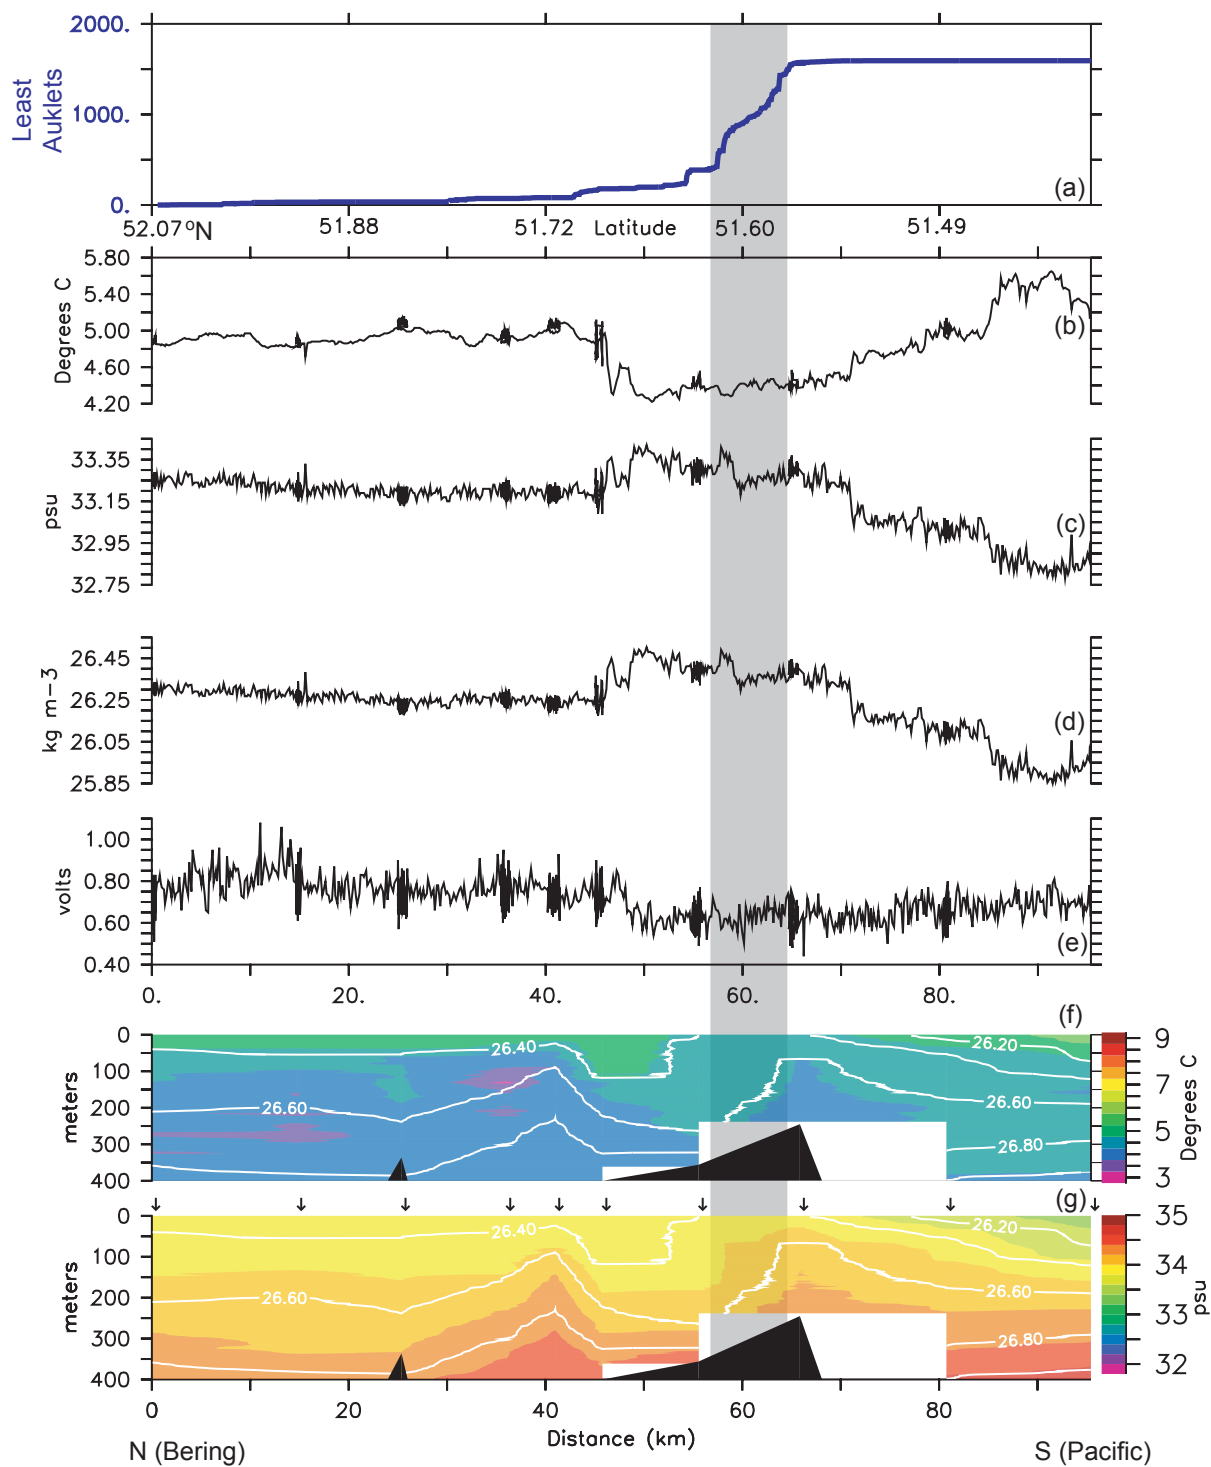 2000.
1000.
0.
Least
Auklets
(a)
52.07ºN 51.88 51.72 Latitude 51.60 51.49
5.80
5.40
5.00
4.60
4.20
Degrees C
(b)
33.35
33.15
32.95
32.75
psu
(c)
26.45
26.25
26.05
25.85
kg m-3
(d)
1.00
0.80
0.60
0.40
volts
(e)
0. 20. 40. 60. 80.
(f)
0
100
200
300
400
meters
26.40
26.60
26.20
26.60
26.80
9
7
5
3
Degrees C
(g)
0
100
200
300
400
meters
26.40
26.60
26.20
26.60
26.80
35
34
33
32
psu
0 20 40 60 80
Distance (km)
N (Bering) S (Pacific)